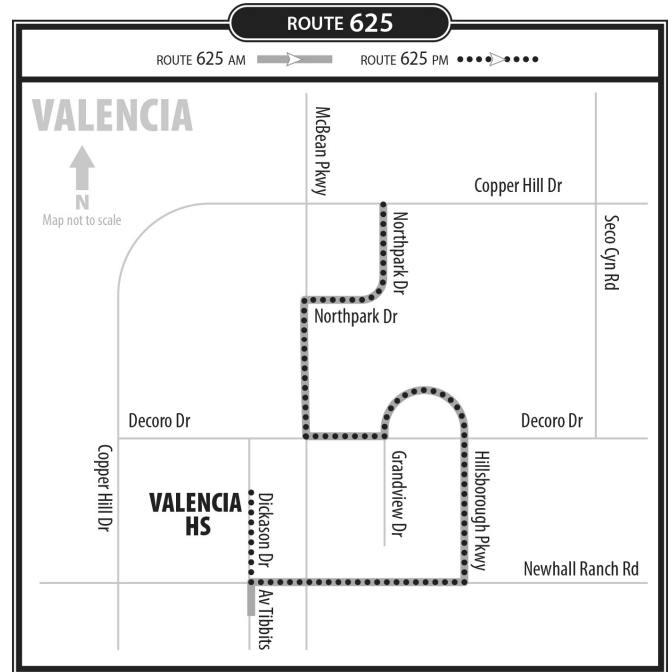 ROUTE 625
ROUTE 625 AM
ROUTE 625 PM
VALENCIA
N
Map not to scale
McBean Pkwy
Copper Hill Dr
Northpark Dr
Seco Cyn Rd
Northpark Dr
Decoro Dr
Decoro Dr
Copper Hill Dr
VALENCIA
HS
Dickason Dr
Grandview Dr
Hillsborough Pkwy
Newhall Ranch Rd
Av Tibbits